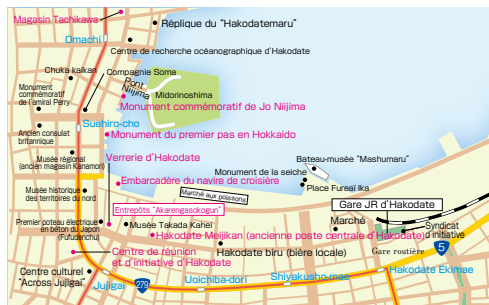 Magasin Tachikawa
Réplique du "Hakodatemaru"
Omachi
Centre de recherche océanographique d'Hakodate
Chuka kaikan
Compagnie Soma
Pont
Niijima
Midorinoshima
Monument
commémoratif
de l'amiral Perry
Monument commémoratif de Jo Niijima
Suehiro-cho
Ancien consulat
britannique
Monument du premier pas en Hokkaido
Verrerie d'Hakodate
Musée régional
(ancien magasin Kanamori)
Bateau-musée "Mashumaru"
Monument de la seiche
Embarcadère du navire de croisière
Place Fureai Ika
Musée historique
des territoires du nord
Marché aux poissons
Gare JR d'Hakodate
Entrepôts "Akarengasokogun"
Premier poteau électrique
en béton du Japon
(Fufudenchu)
Musée Takada Kahei
Marché
Syndicat
d'initiative
Hakodate Meijikan (ancienne poste centrale d'Hakodate)
Hakodate biru (bière locale)
Gare routière
5
Centre de réunion
et d'initiative d'Hakodate
Centre culturel
"Across Jujigai"
Jujigai
279
Uoichiba-dori
Shiyakusho-mae
Hakodate Ekimae